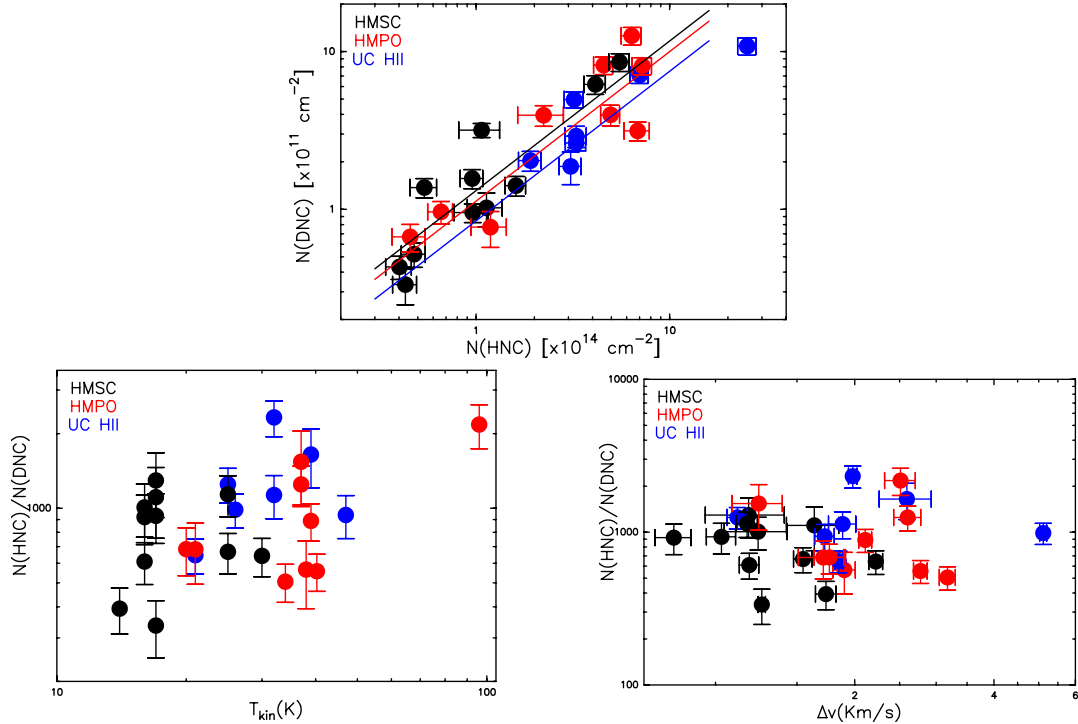 HMSC
HMPO
UC HII
10
1
N(DNC) [x10¹¹ cm⁻²]
1
10
N(HNC) [x10¹⁴ cm⁻²]
HMSC
HMPO
UC HII
1000
N(HNC)/N(DNC)
10
100
T_kin(K)
HMSC
HMPO
UC HII
10000
1000
100
N(HNC)/N(DNC)
2
4
6
Δv(Km/s)